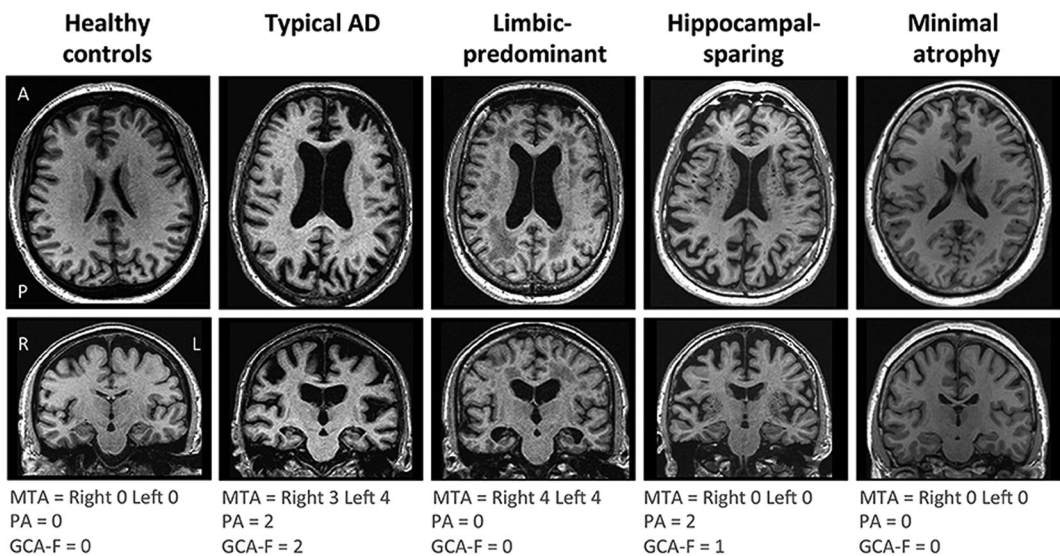 Healthy controls
Typical AD
Limbic-predominant
Hippocampal-sparing
Minimal atrophy
A
P
R
L
MTA = Right 0 Left 0
PA = 0
GCA-F = 0
MTA = Right 3 Left 4
PA = 2
GCA-F = 2
MTA = Right 4 Left 4
PA = 0
GCA-F = 0
MTA = Right 0 Left 0
PA = 2
GCA-F = 1
MTA = Right 0 Left 0
PA = 0
GCA-F = 0